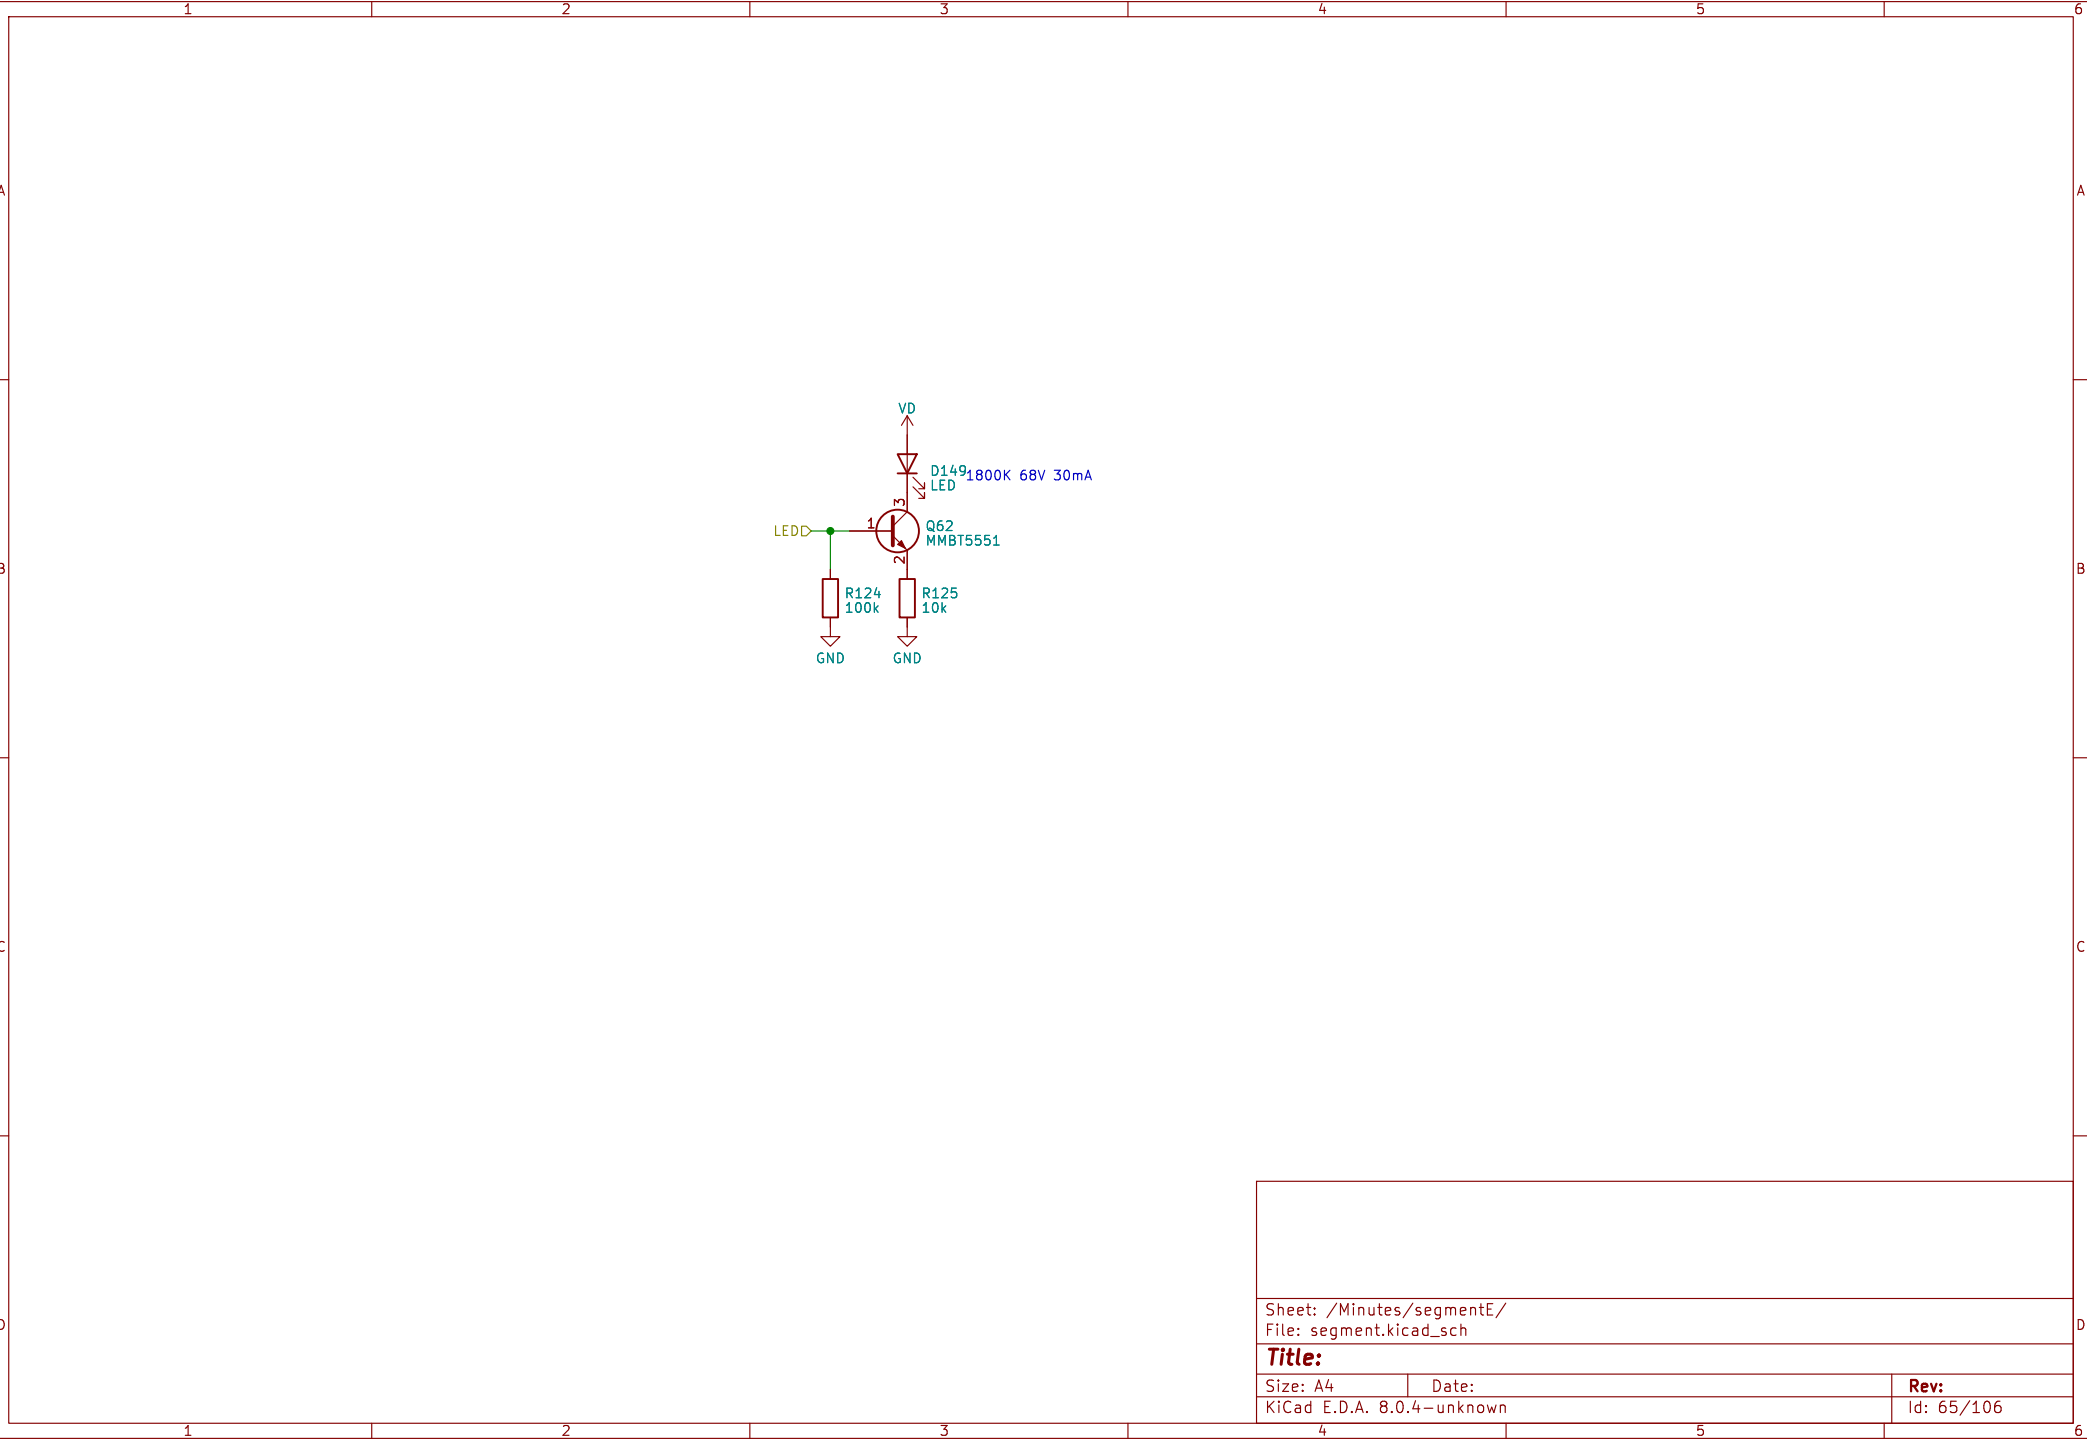 1 2 3 4 5 6
A A
VD
D149
LED
1800K 68V 30mA
3
LED
1
Q62
MMBT5551
2
B B
R124
100k
R125
10k
GND GND
C C
Sheet: /Minutes/segmentE/
File: segment.kicad_sch
D D
Title:
Size: A4 Date: Rev:
KiCad E.D.A. 8.0.4-unknown Id: 65/106
1 2 3 4 5 6